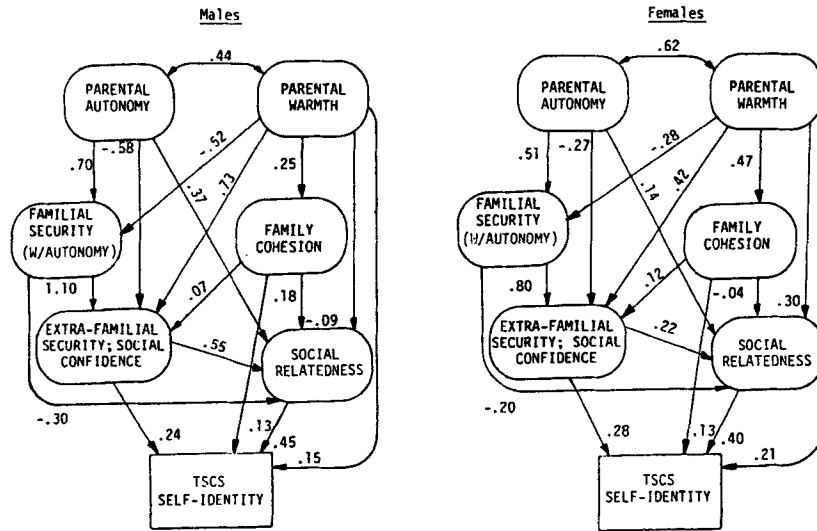 Males
.44
PARENTAL
AUTONOMY
PARENTAL
WARMTH
.70
-.58
-.52
.73
.25
.37
FAMILIAL
SECURITY
(W/AUTONOMY)
FAMILY
COHESION
1.10
.07
.18
-.09
EXTRA-FAMILIAL
SECURITY; SOCIAL
CONFIDENCE
.55
SOCIAL
RELATEDNESS
-.30
.24
.13
.45
.15
TSCS
SELF-IDENTITY
Females
.62
PARENTAL
AUTONOMY
PARENTAL
WARMTH
.51
-.27
-.28
.42
.47
.14
FAMILIAL
SECURITY
(W/AUTONOMY)
FAMILY
COHESION
.80
.12
-.04
.30
EXTRA-FAMILIAL
SECURITY; SOCIAL
CONFIDENCE
.22
SOCIAL
RELATEDNESS
-.20
.28
.13
.40
.21
TSCS
SELF-IDENTITY